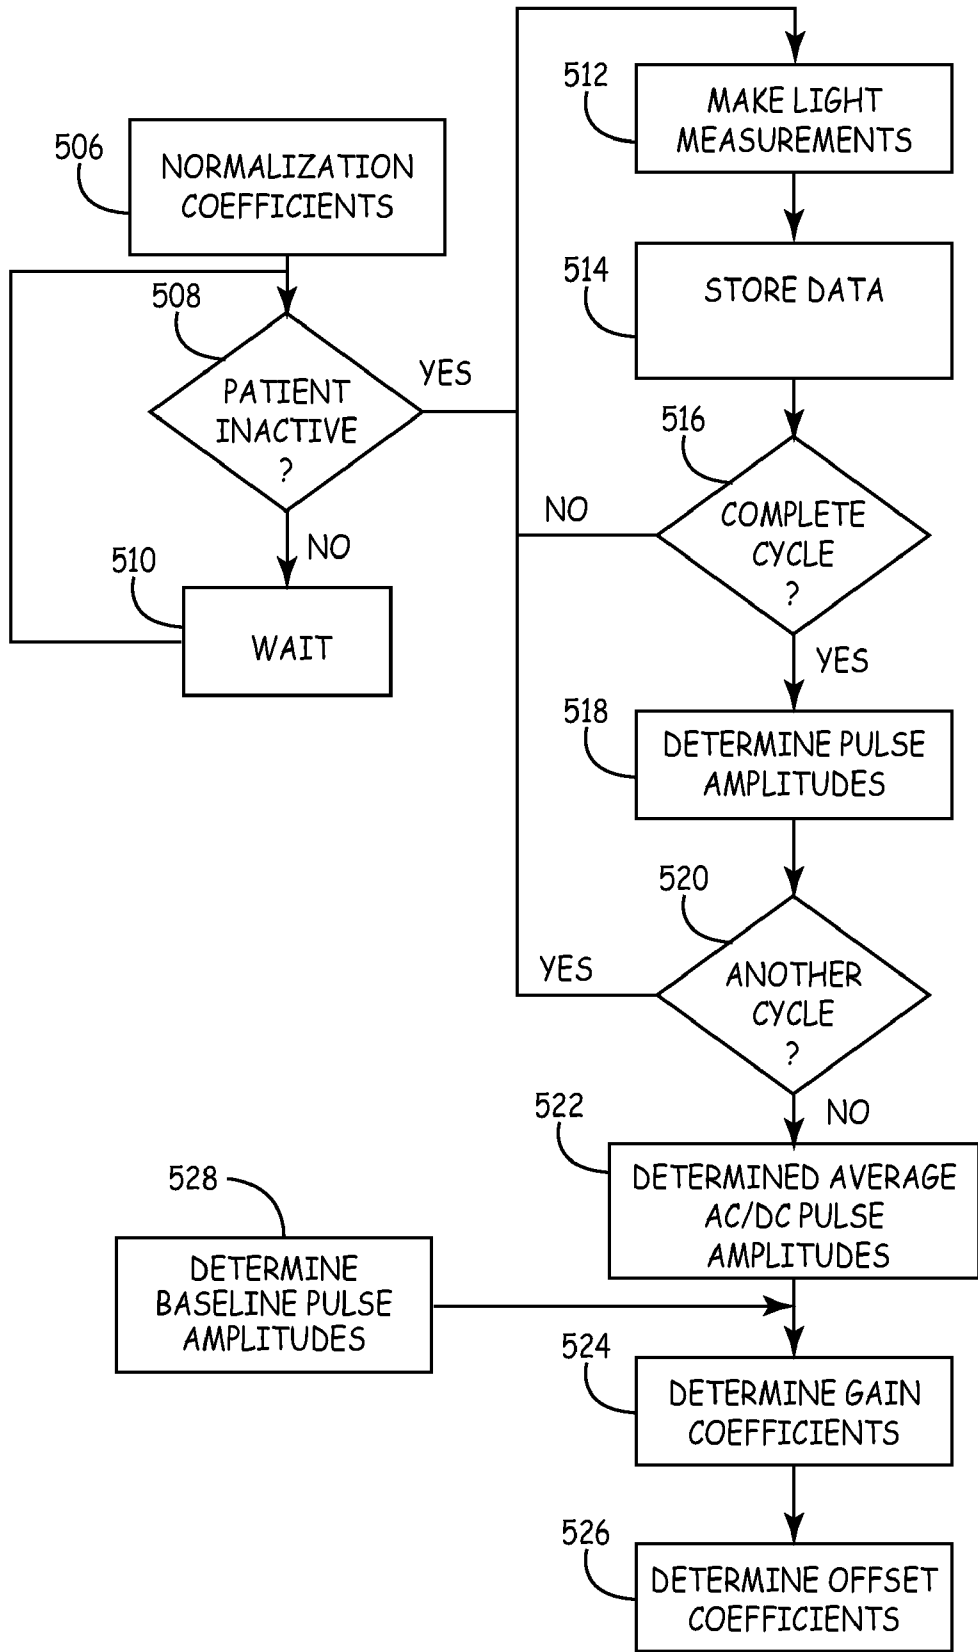 506
NORMALIZATION
COEFFICIENTS
508
PATIENT
INACTIVE
?
YES
NO
510
WAIT
512
MAKE LIGHT
MEASUREMENTS
514
STORE DATA
516
COMPLETE
CYCLE
?
NO
YES
518
DETERMINE PULSE
AMPLITUDES
520
ANOTHER
CYCLE
?
YES
NO
522
DETERMINED AVERAGE
AC/DC PULSE
AMPLITUDES
528
DETERMINE
BASELINE PULSE
AMPLITUDES
524
DETERMINE GAIN
COEFFICIENTS
526
DETERMINE OFFSET
COEFFICIENTS